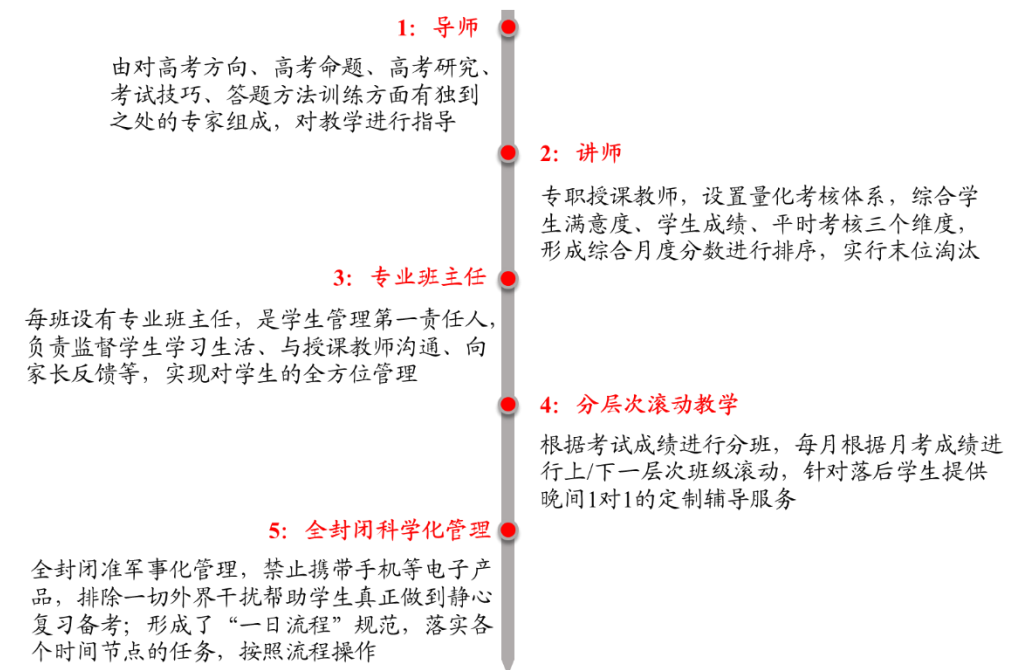 1：导师
由对高考方向、高考命题、高考研究、
考试技巧、答题方法训练方面有独到
之处的专家组成，对教学进行指导
2：讲师
专职授课教师，设置量化考核体系，综合学
生满意度、学生成绩、平时考核三个维度，
形成综合月度分数进行排序，实行末位淘汰
3：专业班主任
每班设有专业班主任，是学生管理第一责任人，
负责监督学生学习生活、与授课教师沟通、向
家长反馈等，实现对学生的全方位管理
4：分层次滚动教学
根据考试成绩进行分班，每月根据月考成绩进
行上/下一层次班级滚动，针对落后学生提供
晚间1对1的定制辅导服务
5：全封闭科学化管理
全封闭准军事化管理，禁止携带手机等电子产
品，排除一切外界干扰帮助学生真正做到静心
复习备考；形成了“一日流程”规范，落实各
个时间节点的任务，按照流程操作